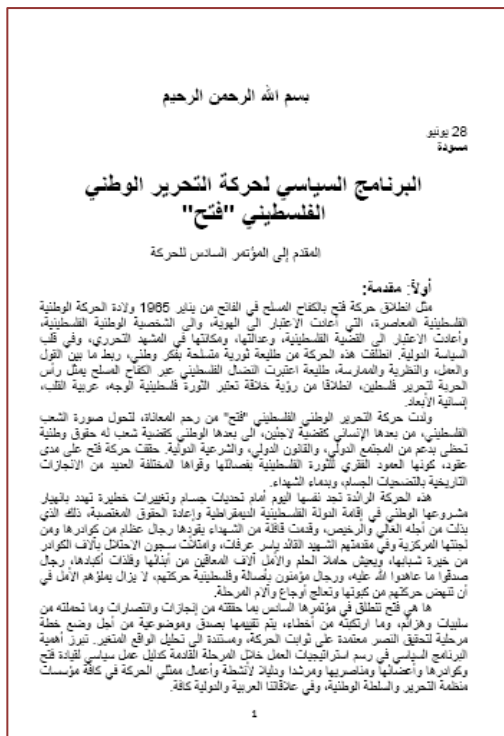 بسم الله الرحمن الرحيم
28 يونيو
مسودة
البرنامج السياسي لحركة التحرير الوطني
الفلسطيني "فتح"
المقدم إلى المؤتمر السادس للحركة
أولاً: مقدمة:
مثل انطلاق حركة فتح بالكفاح المسلح في الفاتح من يناير 1965 ولادة الحركة الوطنية
الفلسطينية المعاصرة، التي أعادت الاعتبار الى الهوية، والى الشخصية الوطنية الفلسطينية،
وأعادت الاعتبار الى القضية الفلسطينية، وعدالتها، ومكانتها في المشهد التحرري، وفي قلب
السياسة الدولية. انطلقت هذه الحركة من طليعة ثورية متسلحة بفكر وطني، ربط ما بين القول
والعمل، والنظرية والممارسة، طليعة اعتبرت النضال الفلسطيني عبر الكفاح المسلح يمثل رأس
الحربة لتحرير فلسطين، انطلاقا من رؤية خلاقة تعتبر الثورة فلسطينية الوجه، عربية القلب،
إنسانية الأبعاد.
ولدت حركة التحرير الوطني الفلسطيني "فتح" من رحم المعاناة، لتحول صورة الشعب
الفلسطيني، من بعدها الإنساني كقضية لاجئين، الى بعدها الوطني كقضية شعب له حقوق وطنية
تحظى بدعم من المجتمع الدولي، والقانون الدولي، والشرعية الدولية. حققت حركة فتح على مدى
عقود، كونها العمود الفقري للثورة الفلسطينية بفصائلها وقواها المختلفة العديد من الانجازات
التاريخية بالتضحيات الجسام، وبدماء الشهداء.
هذه الحركة الرائدة تجد نفسها اليوم أمام تحديات جسام وتغييرات خطيرة تهدد بانهيار
مشروعها الوطني في إقامة الدولة الفلسطينية الديمقراطية وإعادة الحقوق المغتصبة، ذلك الذي
بذلت من أجله الغالي والرخيص، وقدمت قافلة من الشهداء يقودها رجال عظام من كوادرها ومن
لجنتها المركزية وفي مقدمتهم الشهيد القائد ياسر عرفات، وامتلأت سجون الاحتلال بآلاف الكوادر
من خيرة شبابها، ويعيش حاملا الحلم والأمل آلاف المعاقين من أبنائها وفلذات أكبادها، رجال
صدقوا ما عاهدوا الله عليه، ورجال مؤمنون بأصالة وفلسطينية حركتهم، لا يزال يملؤهم الأمل في
أن تنهض حركتهم من كبوتها وتعالج أوجاع وآلام المرحلة.
ها هي فتح تنطلق في مؤتمرها السادس بما حققته من إنجازات وانتصارات وما تحملته من
سلبيات وهزائم، وما ارتكبته من أخطاء، يتم تقييمها بصدق وموضوعية من أجل وضع خطة
مرحلية لتحقيق النصر معتمدة على ثوابت الحركة، ومستندة الى تحليل الواقع المتغير. تبرز أهمية
البرنامج السياسي في رسم استراتيجيات العمل خلال المرحلة القادمة كدليل عمل سياسي لقيادة فتح
وكوادرها وأعضائها ومناصريها ومرشدا ودليلا لأنشطة وأعمال ممثلي الحركة في كافة مؤسسات
منظمة التحرير والسلطة الوطنية، وفي علاقاتنا العربية والدولية كافة.
1